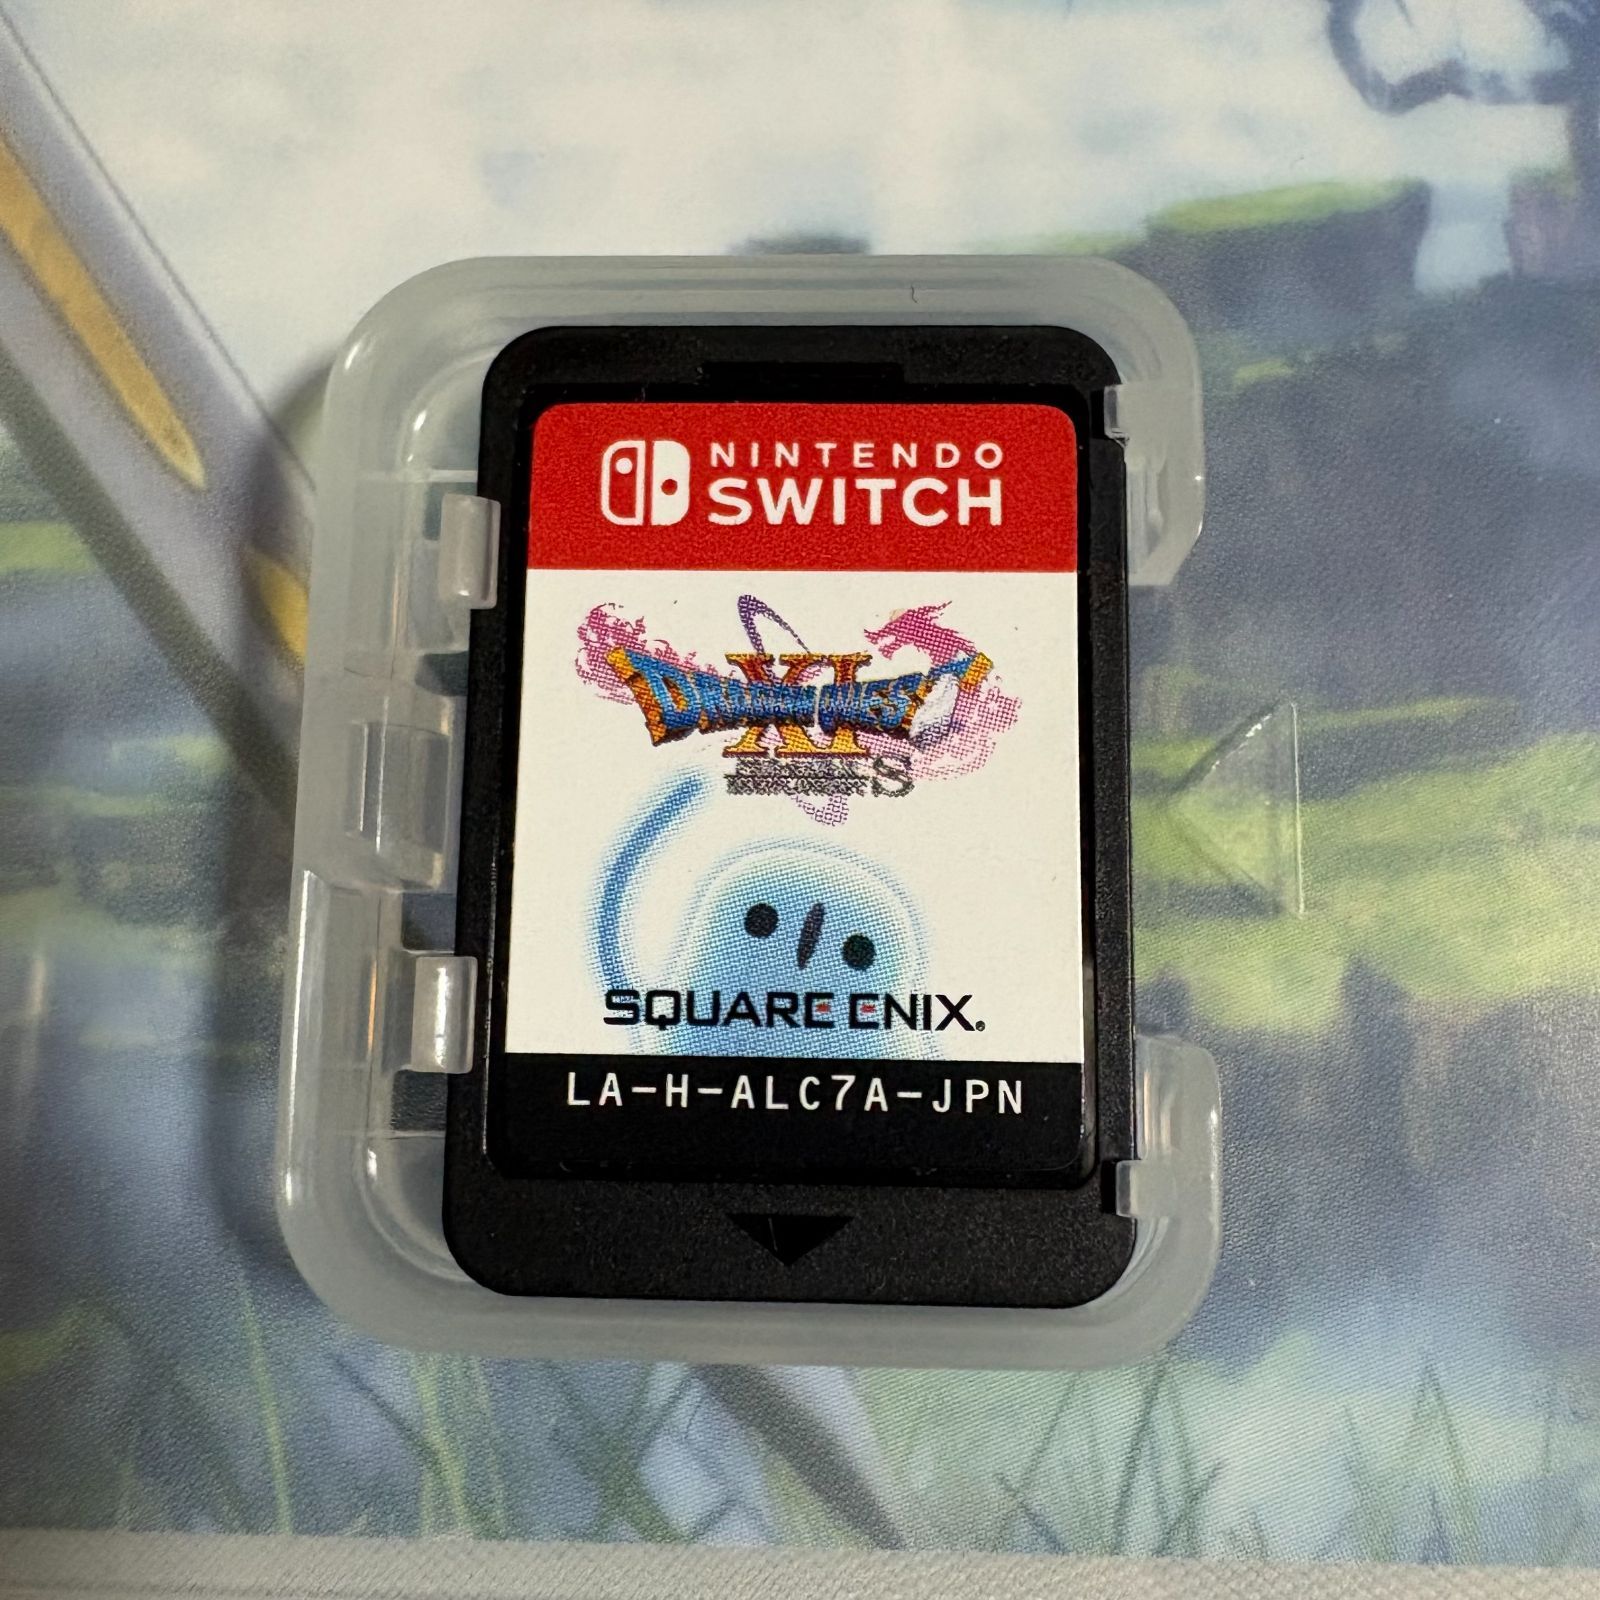 NINTENDO
SWITCH
DRAGON QUEST
XI
S
SQUARE ENIX®
LA-H-ALC7A-JPN